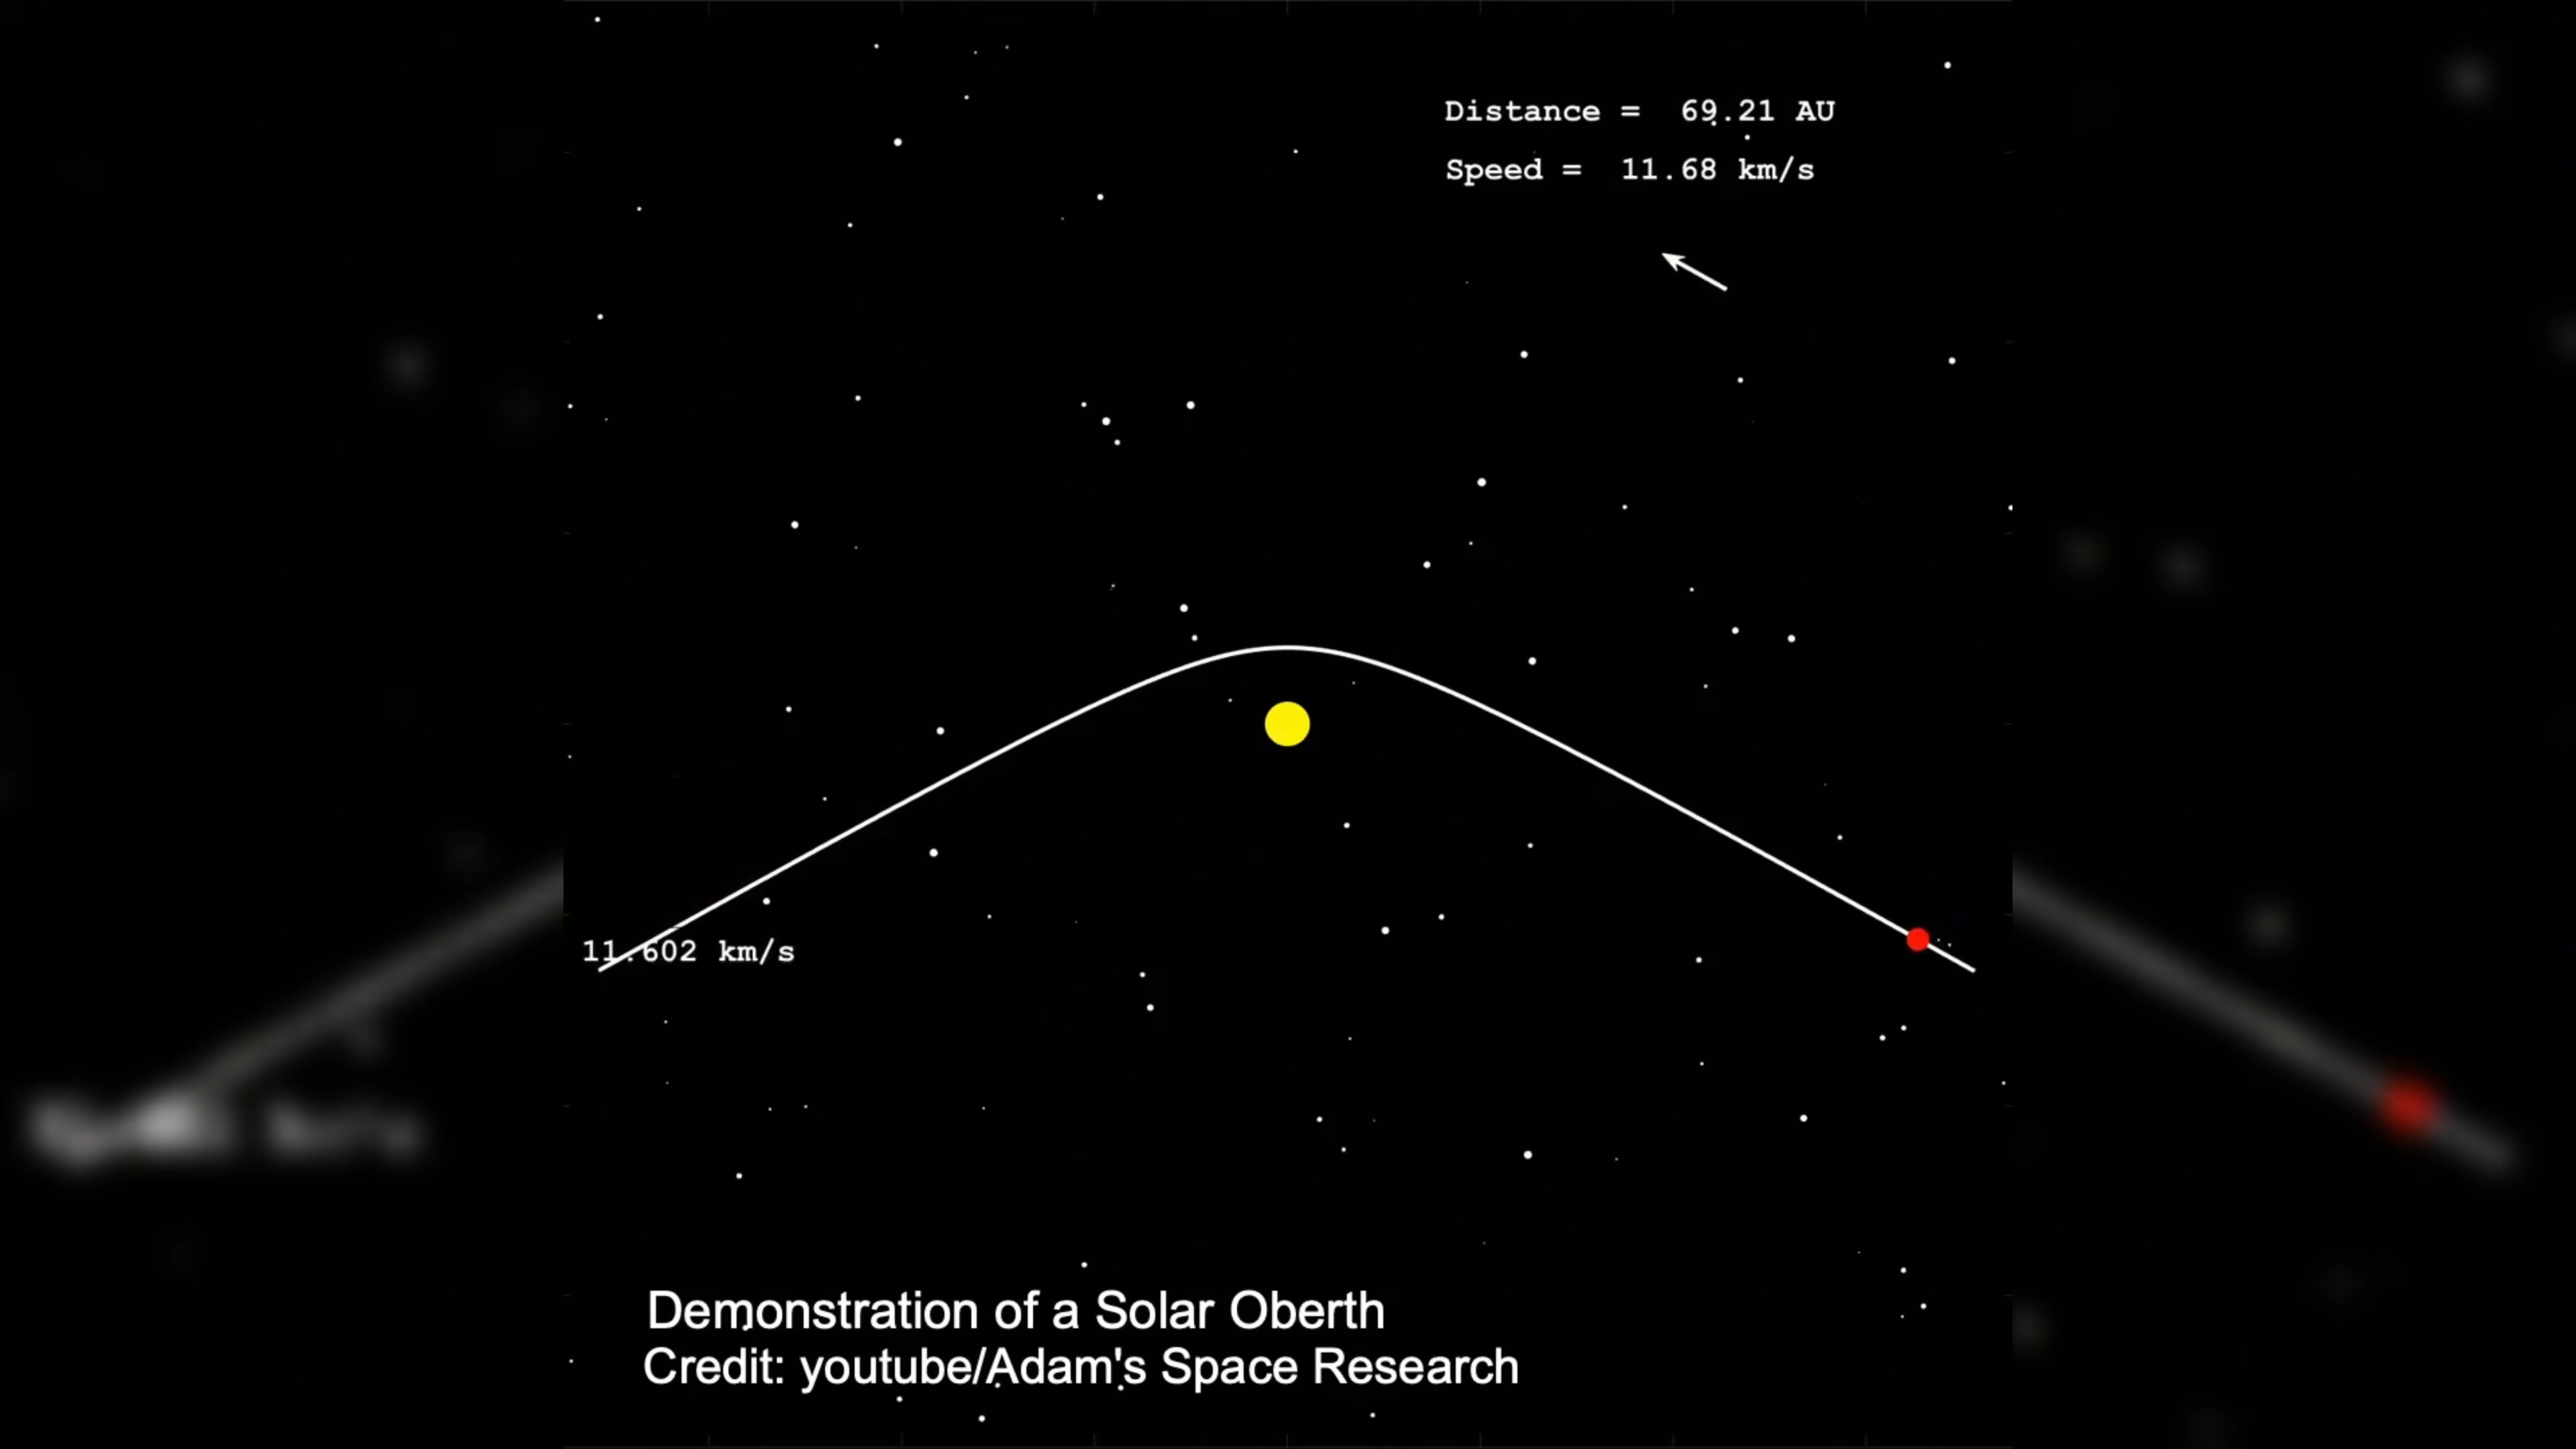 Distance = 69.21 AU
Speed = 11.68 km/s
11.602 km/s
Demonstration of a Solar Oberth
Credit: youtube/Adam's Space Research